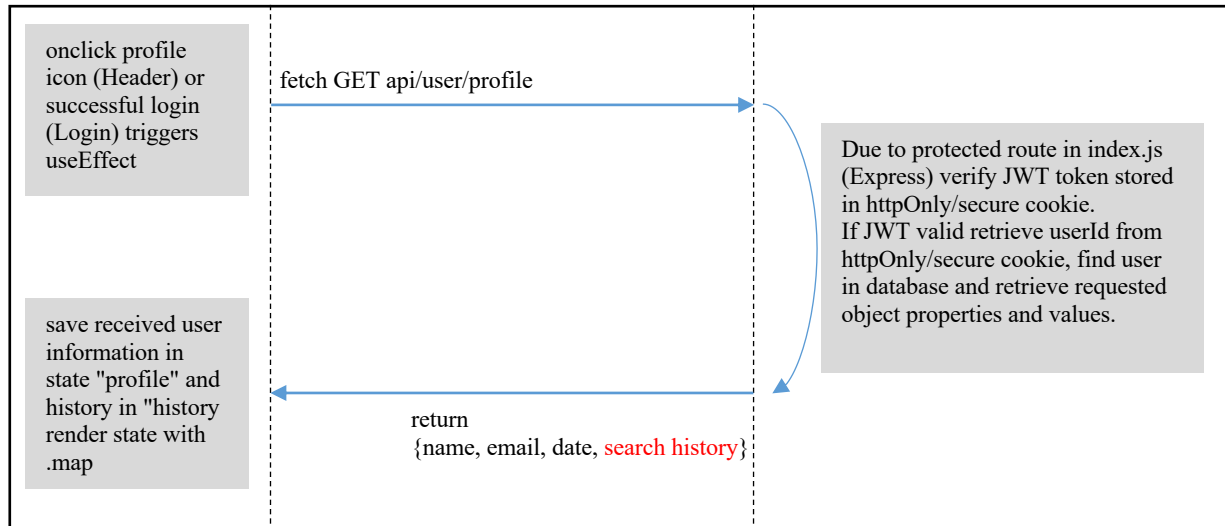 onclick profile
icon (Header) or
successful login
(Login) triggers
useEffect
fetch GET api/user/profile
Due to protected route in index.js
(Express) verify JWT token stored
in httpOnly/secure cookie.
If JWT valid retrieve userId from
httpOnly/secure cookie, find user
in database and retrieve requested
object properties and values.
save received user
information in
state "profile" and
history in "history
render state with
.map
return
{name, email, date, search history}